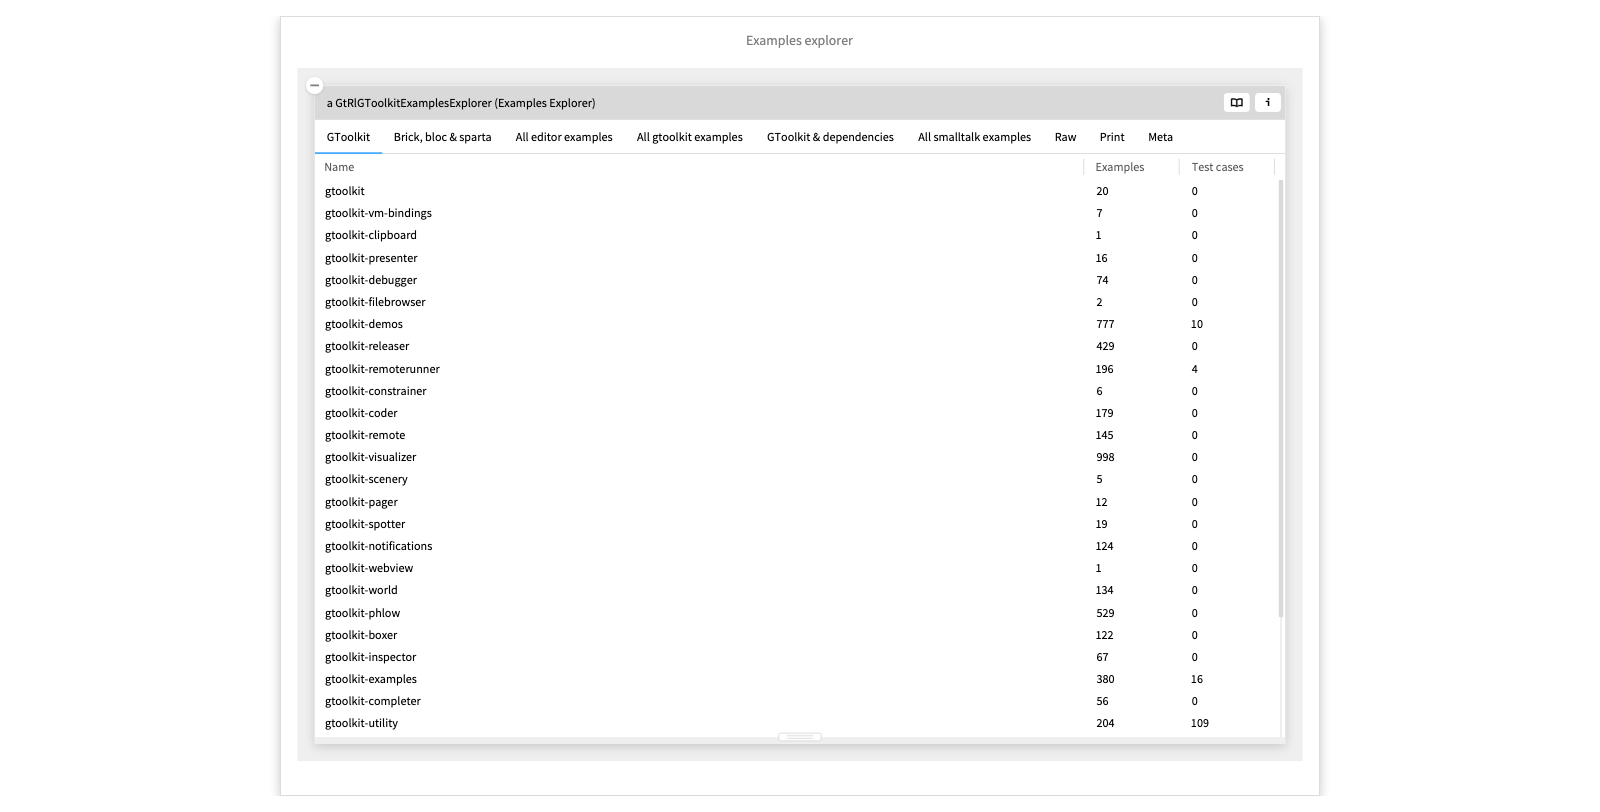 Examples explorer
a GtRlGToolkitExamplesExplorer (Examples Explorer)
GToolkit Brick, bloc & sparta All editor examples All gtoolkit examples GToolkit & dependencies All smalltalk examples Raw Print Meta
Name Examples Test cases
gtoolkit 20 0
gtoolkit-vm-bindings 7 0
gtoolkit-clipboard 1 0
gtoolkit-presenter 16 0
gtoolkit-debugger 74 0
gtoolkit-filebrowser 2 0
gtoolkit-demos 777 10
gtoolkit-releaser 429 0
gtoolkit-remoterunner 196 4
gtoolkit-constrainer 6 0
gtoolkit-coder 179 0
gtoolkit-remote 145 0
gtoolkit-visualizer 998 0
gtoolkit-scenery 5 0
gtoolkit-pager 12 0
gtoolkit-spotter 19 0
gtoolkit-notifications 124 0
gtoolkit-webview 1 0
gtoolkit-world 134 0
gtoolkit-phlow 529 0
gtoolkit-boxer 122 0
gtoolkit-inspector 67 0
gtoolkit-examples 380 16
gtoolkit-completer 56 0
gtoolkit-utility 204 109